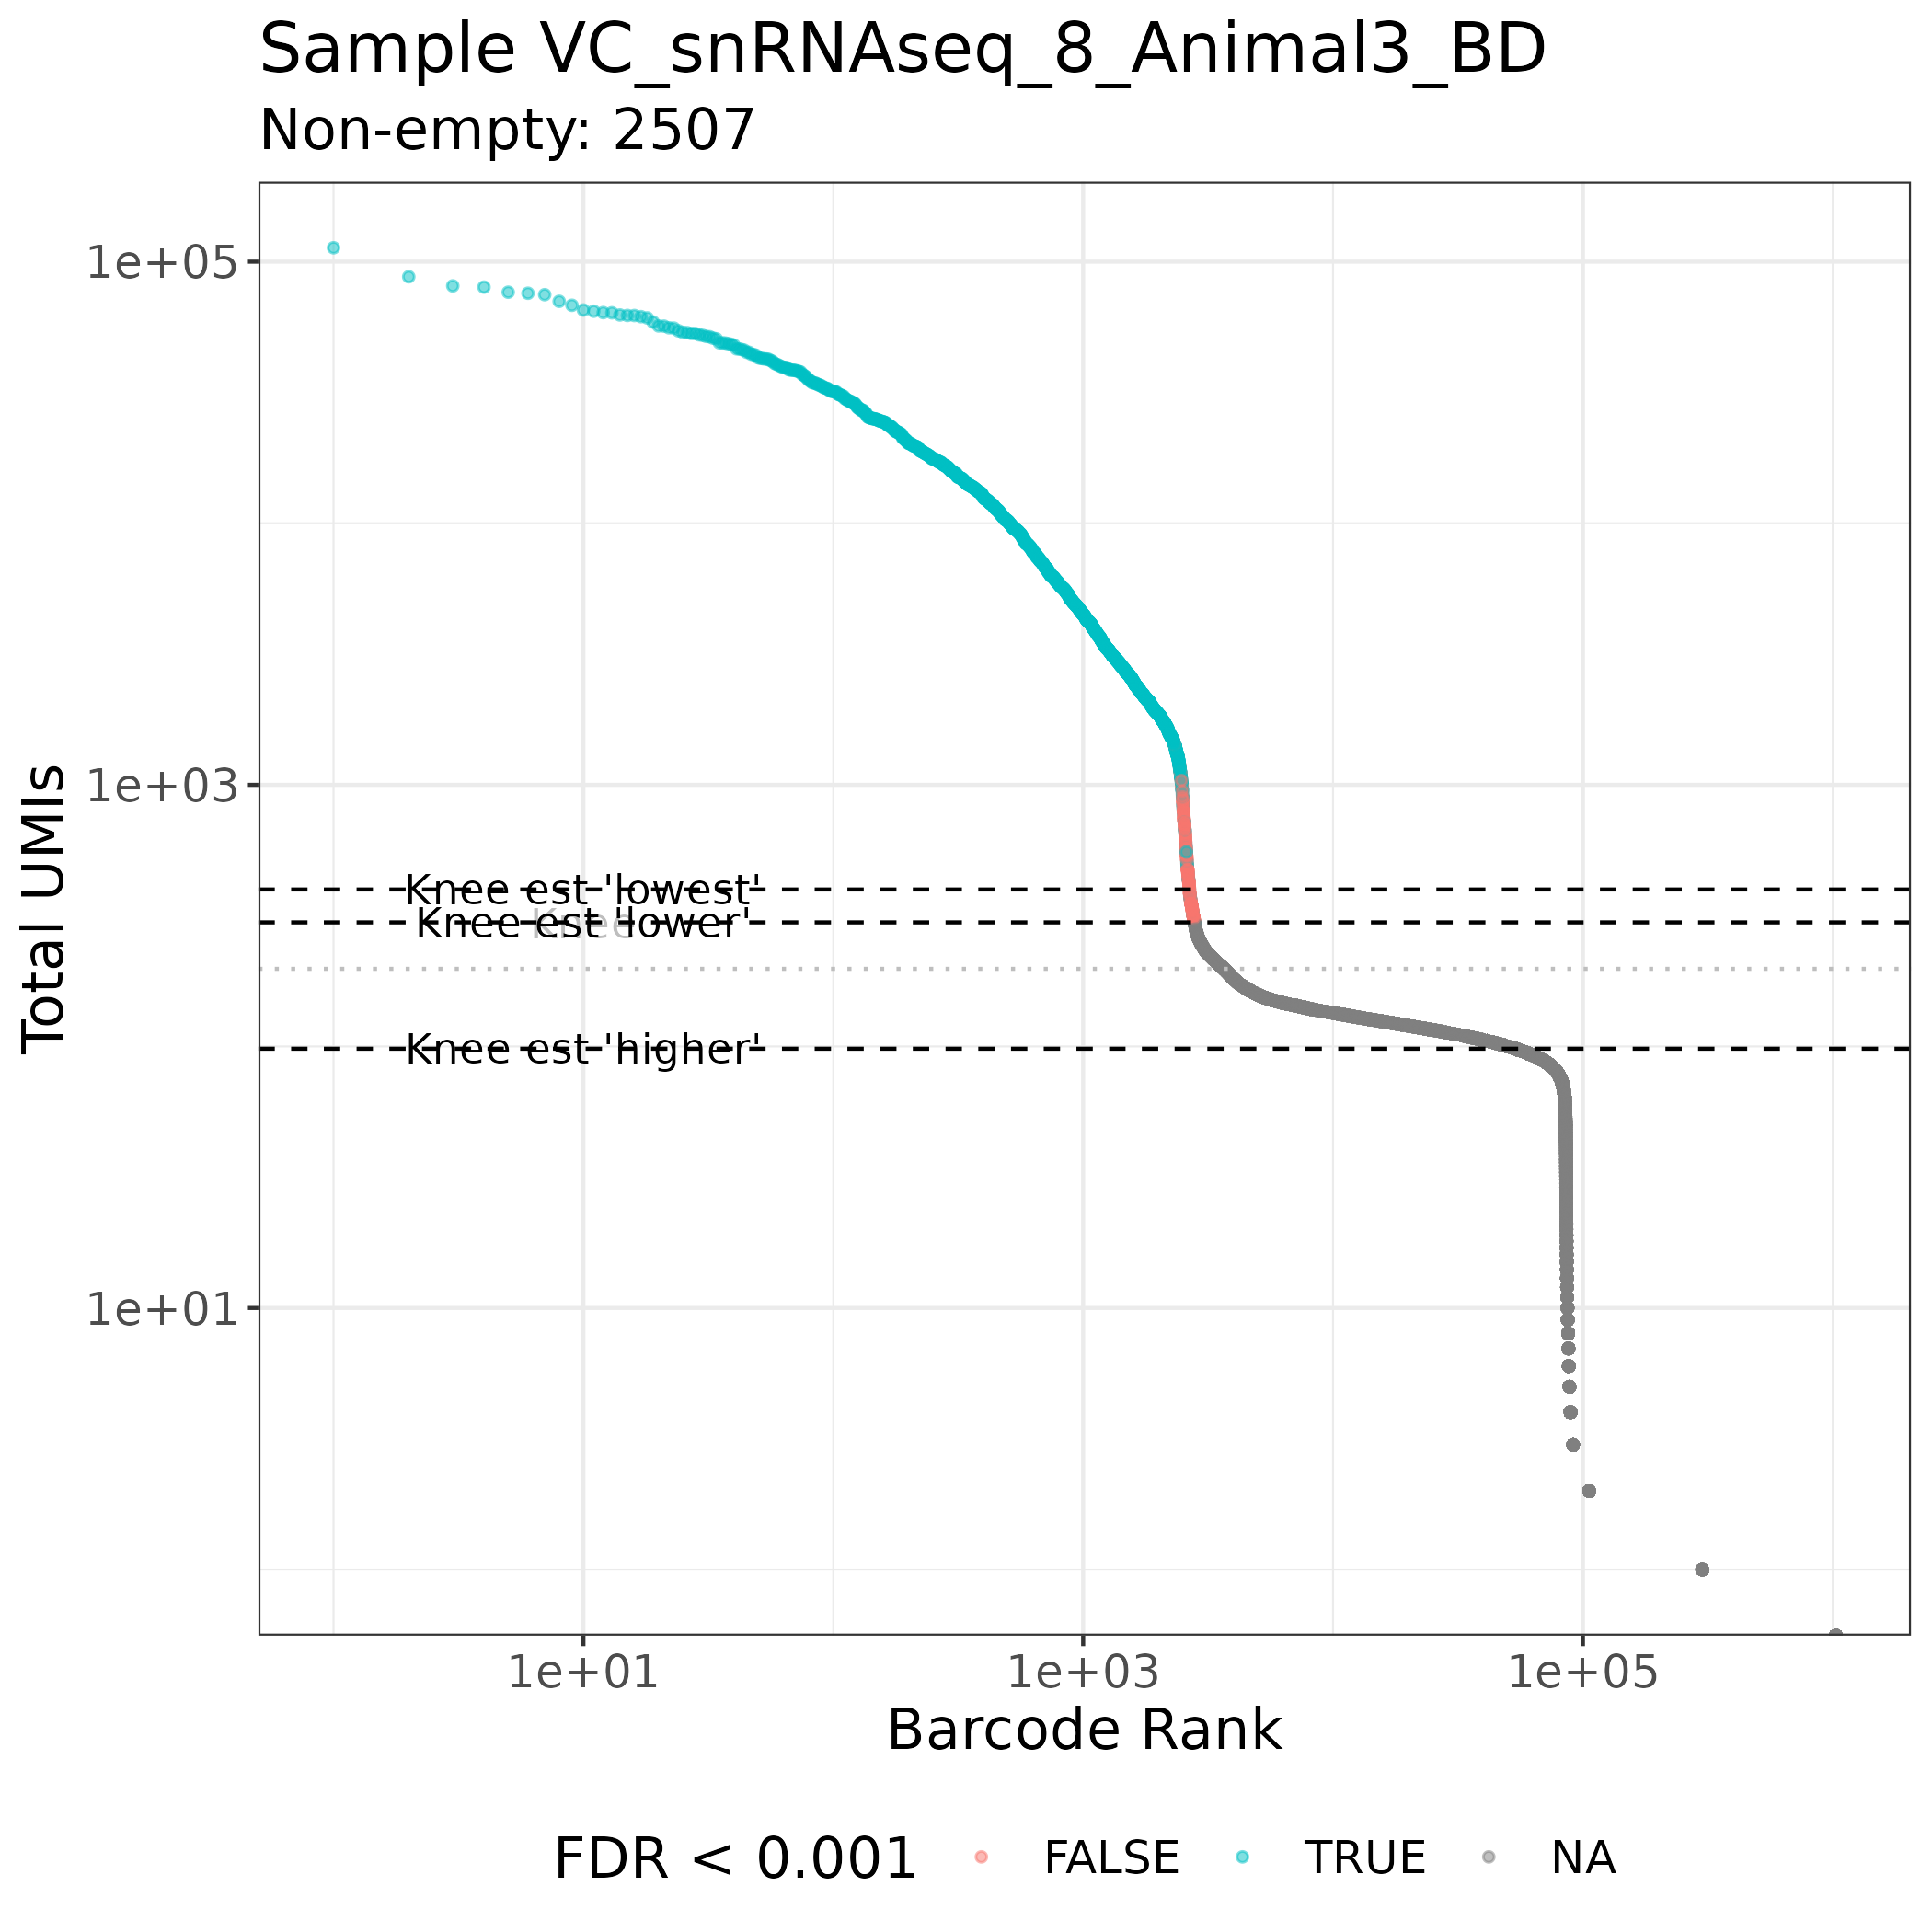 Sample VC_snRNAseq_8_Animal3_BD
Non-empty: 2507
Total UMIs
1e+05
1e+03
1e+01
Knee est 'lowest'
Knee
Knee est 'lower'
Knee est 'higher'
1e+01 1e+03 1e+05
Barcode Rank
FDR < 0.001 FALSE TRUE NA